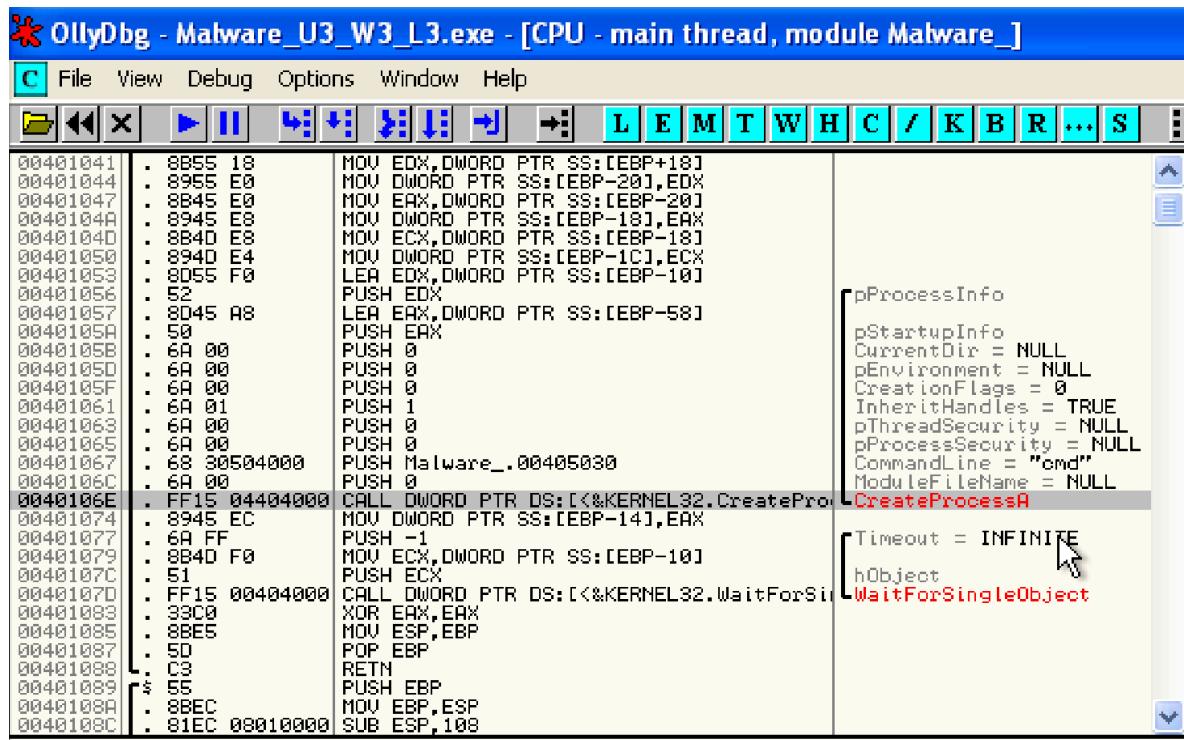 OllyDbg - Malware_U3_W3_L3.exe - [CPU - main thread, module Malware_]
C File View Debug Options Window Help
L E M T W H C / K B R ... S
00401041 . 8B55 18 MOV EDX,DWORD PTR SS:[EBP+18]
00401044 . 8955 E0 MOV DWORD PTR SS:[EBP-20],EDX
00401047 . 8B45 E0 MOV EAX,DWORD PTR SS:[EBP-20]
0040104A . 8945 E8 MOV DWORD PTR SS:[EBP-18],EAX
0040104D . 8B4D E8 MOV ECX,DWORD PTR SS:[EBP-18]
00401050 . 894D E4 MOV DWORD PTR SS:[EBP-1C],ECX
00401053 . 8D55 F0 LEA EDX,DWORD PTR SS:[EBP-10]
00401056 . 52 PUSH EDX pProcessInfo
00401057 . 8D45 A8 LEA EAX,DWORD PTR SS:[EBP-58]
0040105A . 50 PUSH EAX pStartupInfo
0040105B . 6A 00 PUSH 0 CurrentDir = NULL
0040105D . 6A 00 PUSH 0 pEnvironment = NULL
0040105F . 6A 00 PUSH 0 CreationFlags = 0
00401061 . 6A 01 PUSH 1 InheritHandles = TRUE
00401063 . 6A 00 PUSH 0 pThreadSecurity = NULL
00401065 . 6A 00 PUSH 0 pProcessSecurity = NULL
00401067 . 68 30504000 PUSH Malware_.00405030 CommandLine = "cmd"
0040106C . 6A 00 PUSH 0 ModuleFileName = NULL
0040106E . FF15 04404000 CALL DWORD PTR DS:[<&KERNEL32.CreatePro CreateProcessA
00401074 . 8945 EC MOV DWORD PTR SS:[EBP-14],EAX
00401077 . 6A FF PUSH -1 Timeout = INFINITE
00401079 . 8B4D F0 MOV ECX,DWORD PTR SS:[EBP-10]
0040107C . 51 PUSH ECX hObject
0040107D . FF15 00404000 CALL DWORD PTR DS:[<&KERNEL32.WaitForSi WaitForSingleObject
00401083 . 33C0 XOR EAX,EAX
00401085 . 8BE5 MOV ESP,EBP
00401087 . 5D POP EBP
00401088 . C3 RETN
00401089 $ 55 PUSH EBP
0040108A . 8BEC MOV EBP,ESP
0040108C . 81EC 08010000 SUB ESP,108